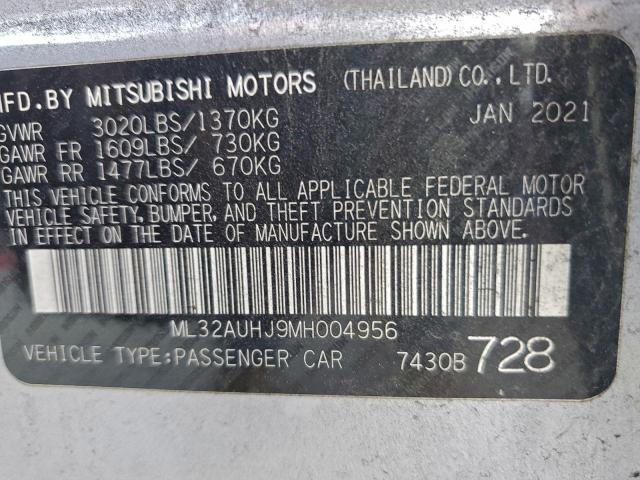 MFD. BY MITSUBISHI MOTORS (THAILAND) CO., LTD.
GVWR 3020LBS/1370KG JAN 2021
GAWR FR 1609LBS/ 730KG
GAWR RR 1477LBS/ 670KG
THIS VEHICLE CONFORMS TO ALL APPLICABLE FEDERAL MOTOR
VEHICLE SAFETY, BUMPER, AND THEFT PREVENTION STANDARDS
IN EFFECT ON THE DATE OF MANUFACTURE SHOWN ABOVE.
ML32AUHJ9MH004956
VEHICLE TYPE:PASSENGER CAR 7430B 728